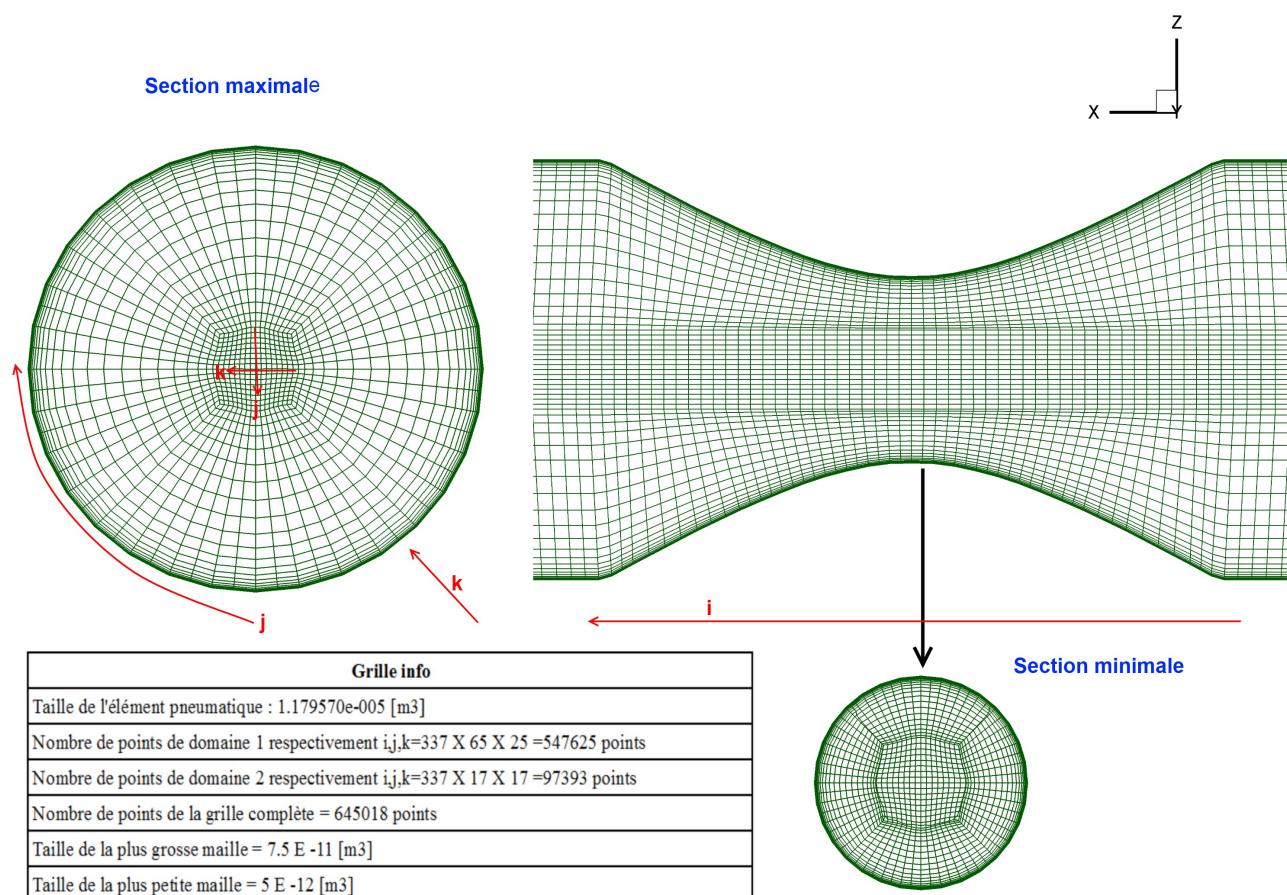 Section maximale
Z
X
Y
k
j
k
j
i
Section minimale
Grille info
Taille de l'élément pneumatique : 1.179570e-005 [m3]
Nombre de points de domaine 1 respectivement i,j,k=337 X 65 X 25 =547625 points
Nombre de points de domaine 2 respectivement i,j,k=337 X 17 X 17 =97393 points
Nombre de points de la grille complète = 645018 points
Taille de la plus grosse maille = 7.5 E -11 [m3]
Taille de la plus petite maille = 5 E -12 [m3]